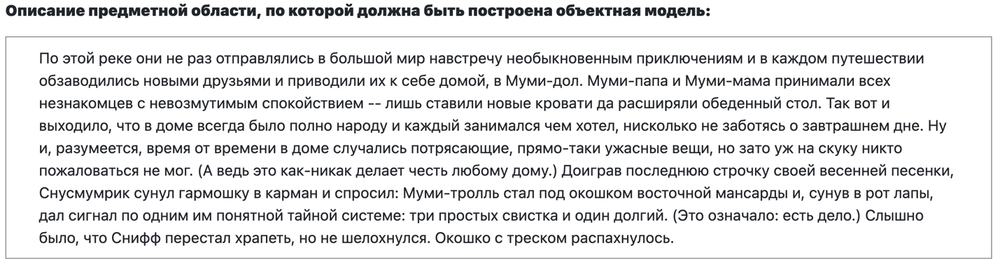 Описание предметной области, по которой должна быть построена объектная модель:
По этой реке они не раз отправлялись в большой мир навстречу необыкновенным приключениям и в каждом путешествии
обзаводились новыми друзьями и приводили их к себе домой, в Муми-дол. Муми-папа и Муми-мама принимали всех
незнакомцев с невозмутимым спокойствием -- лишь ставили новые кровати да расширяли обеденный стол. Так вот и
выходило, что в доме всегда было полно народу и каждый занимался чем хотел, нисколько не заботясь о завтрашнем дне. Ну
и, разумеется, время от времени в доме случались потрясающие, прямо-таки ужасные вещи, но зато уж на скуку никто
пожаловаться не мог. (А ведь это как-никак делает честь любому дому.) Доиграв последнюю строчку своей весенней песенки,
Снусмумрик сунул гармошку в карман и спросил: Муми-тролль стал под окошком восточной мансарды и, сунув в рот лапы,
дал сигнал по одним им понятной тайной системе: три простых свистка и один долгий. (Это означало: есть дело.) Слышно
было, что Снифф перестал храпеть, но не шелохнулся. Окошко с треском распахнулось.